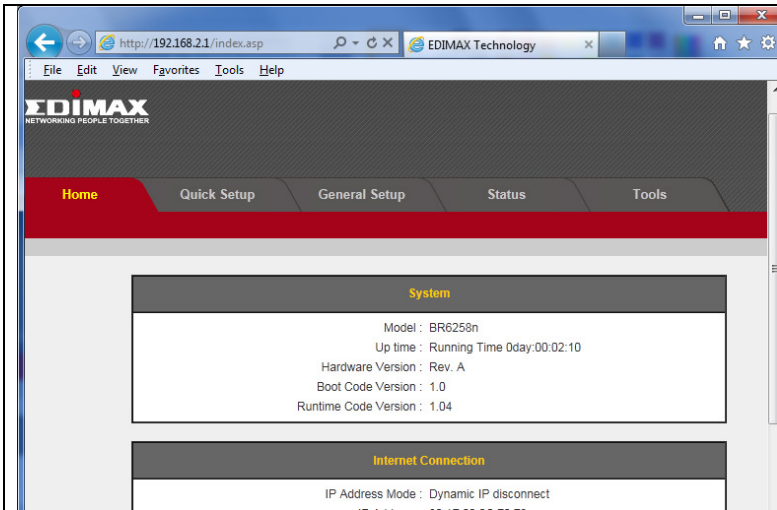 http://192.168.2.1/index.asp
EDIMAX Technology
File Edit View Favorites Tools Help
EDIMAX
NETWORKING PEOPLE TOGETHER
Home Quick Setup General Setup Status Tools
System
Model : BR6258n
Up time : Running Time 0day:00:02:10
Hardware Version : Rev. A
Boot Code Version : 1.0
Runtime Code Version : 1.04
Internet Connection
IP Address Mode : Dynamic IP disconnect